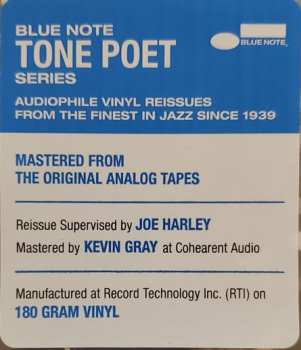 BLUE NOTE
TONE POET
SERIES
BLUE NOTE
AUDIOPHILE VINYL REISSUES
FROM THE FINEST IN JAZZ SINCE 1939
MASTERED FROM
THE ORIGINAL ANALOG TAPES
Reissue Supervised by JOE HARLEY
Mastered by KEVIN GRAY at Cohearent Audio
Manufactured at Record Technology Inc. (RTI) on
180 GRAM VINYL